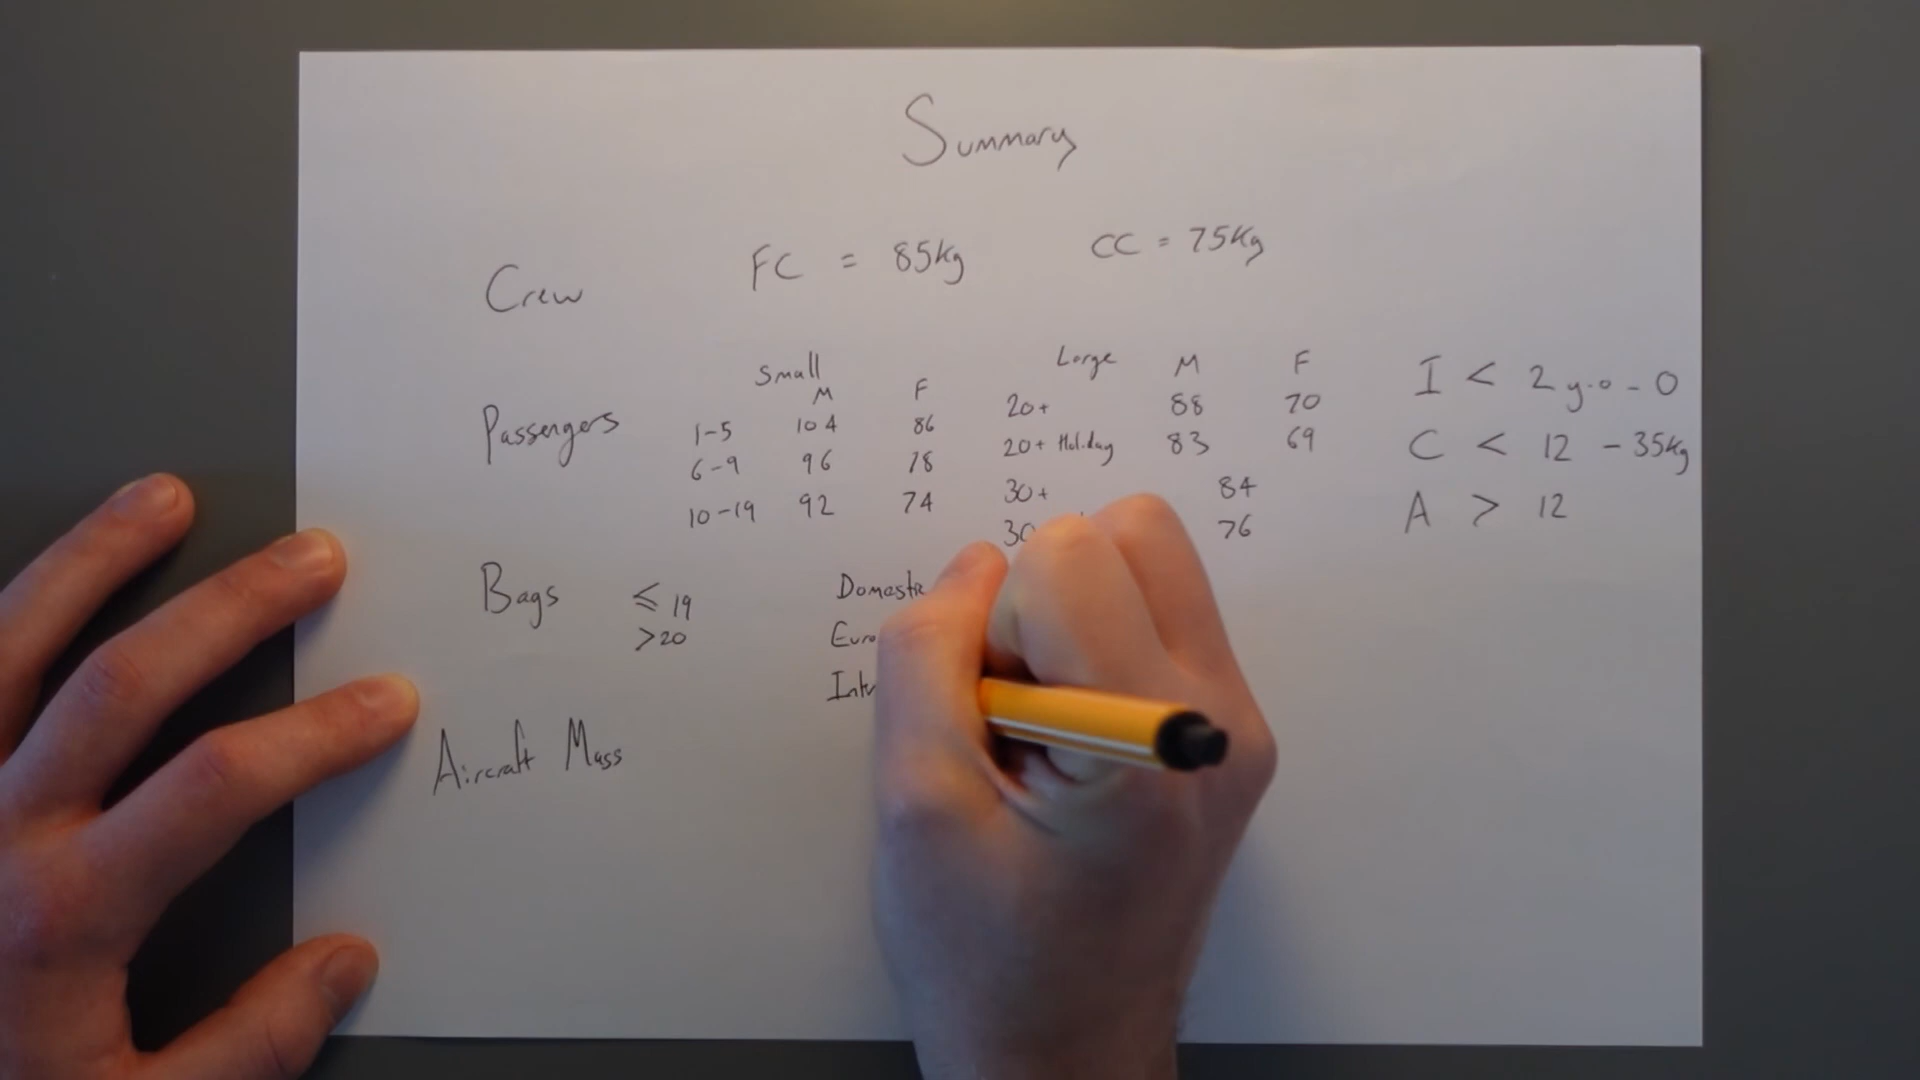 Summary
Crew FC = 85kg CC = 75kg
Small Large M F
M F
Passengers
1-5 104 86
6-9 96 78
10-19 92 74
20+ 88 70
20+ Holiday 83 69
30+ 84
76
I < 2 y.o - 0
C < 12 - 35kg
A > 12
Bags ≤ 19
>20
Domestic
Aircraft Mass